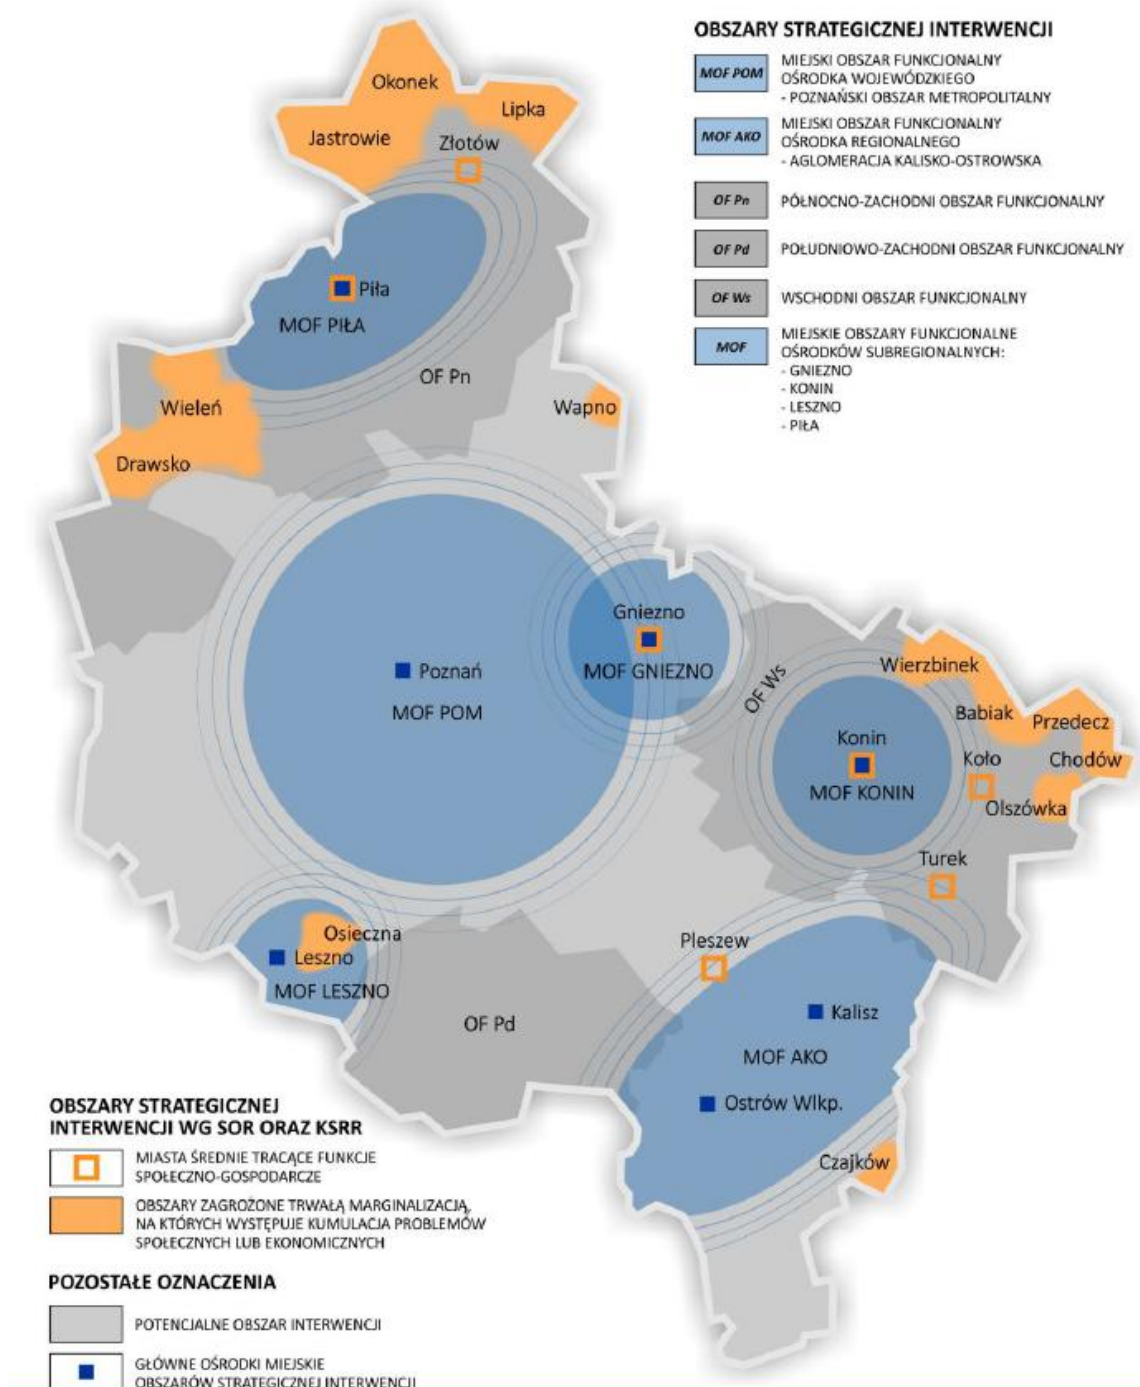 OBSZARY STRATEGICZNEJ INTERWENCJI
MOF POM
MIEJSKI OBSZAR FUNKCJONALNY
OŚRODKA WOJEWÓDZKIEGO
- POZNAŃSKI OBSZAR METROPOLITALNY
MOF AKO
MIEJSKI OBSZAR FUNKCJONALNY
OŚRODKA REGIONALNEGO
- AGLOMERACJA KALISKO-OSTROWSKA
OF Pn
PÓŁNOCNO-ZACHODNI OBSZAR FUNKCJONALNY
OF Pd
POŁUDNIOWO-ZACHODNI OBSZAR FUNKCJONALNY
OF Ws
WSCHODNI OBSZAR FUNKCJONALNY
MOF
MIEJSKIE OBSZARY FUNKCJONALNE
OŚRODKÓW SUBREGIONALNYCH:
- GNIEZNO
- KONIN
- LESZNO
- PIŁA
Okonek
Lipka
Jastrowie
Złotów
Piła
MOF PIŁA
OF Pn
Wieleń
Wapno
Drawsko
Gniezno
Poznań
MOF GNIEZNO
MOF POM
OF Ws
Wierzbinek
Babiak
Przedecz
Konin
Koło
Chodów
MOF KONIN
Olszówka
Turek
Osieczna
Pleszew
Leszno
MOF LESZNO
Kalisz
OF Pd
MOF AKO
Ostrów Wlkp.
Czajków
OBSZARY STRATEGICZNEJ
INTERWENCJI WG SOR ORAZ KSRR
MIASTA ŚREDNIE TRACĄCE FUNKCJE
SPOŁECZNO-GOSPODARCZE
OBSZARY ZAGROŻONE TRWAŁĄ MARGINALIZACJĄ,
NA KTÓRYCH WYSTĘPUJE KUMULACJA PROBLEMÓW
SPOŁECZNYCH LUB EKONOMICZNYCH
POZOSTAŁE OZNACZENIA
POTENCJALNE OBSZAR INTERWENCJI
GŁÓWNE OŚRODKI MIEJSKIE
OBSZARÓW STRATEGICZNEJ INTERWENCJI